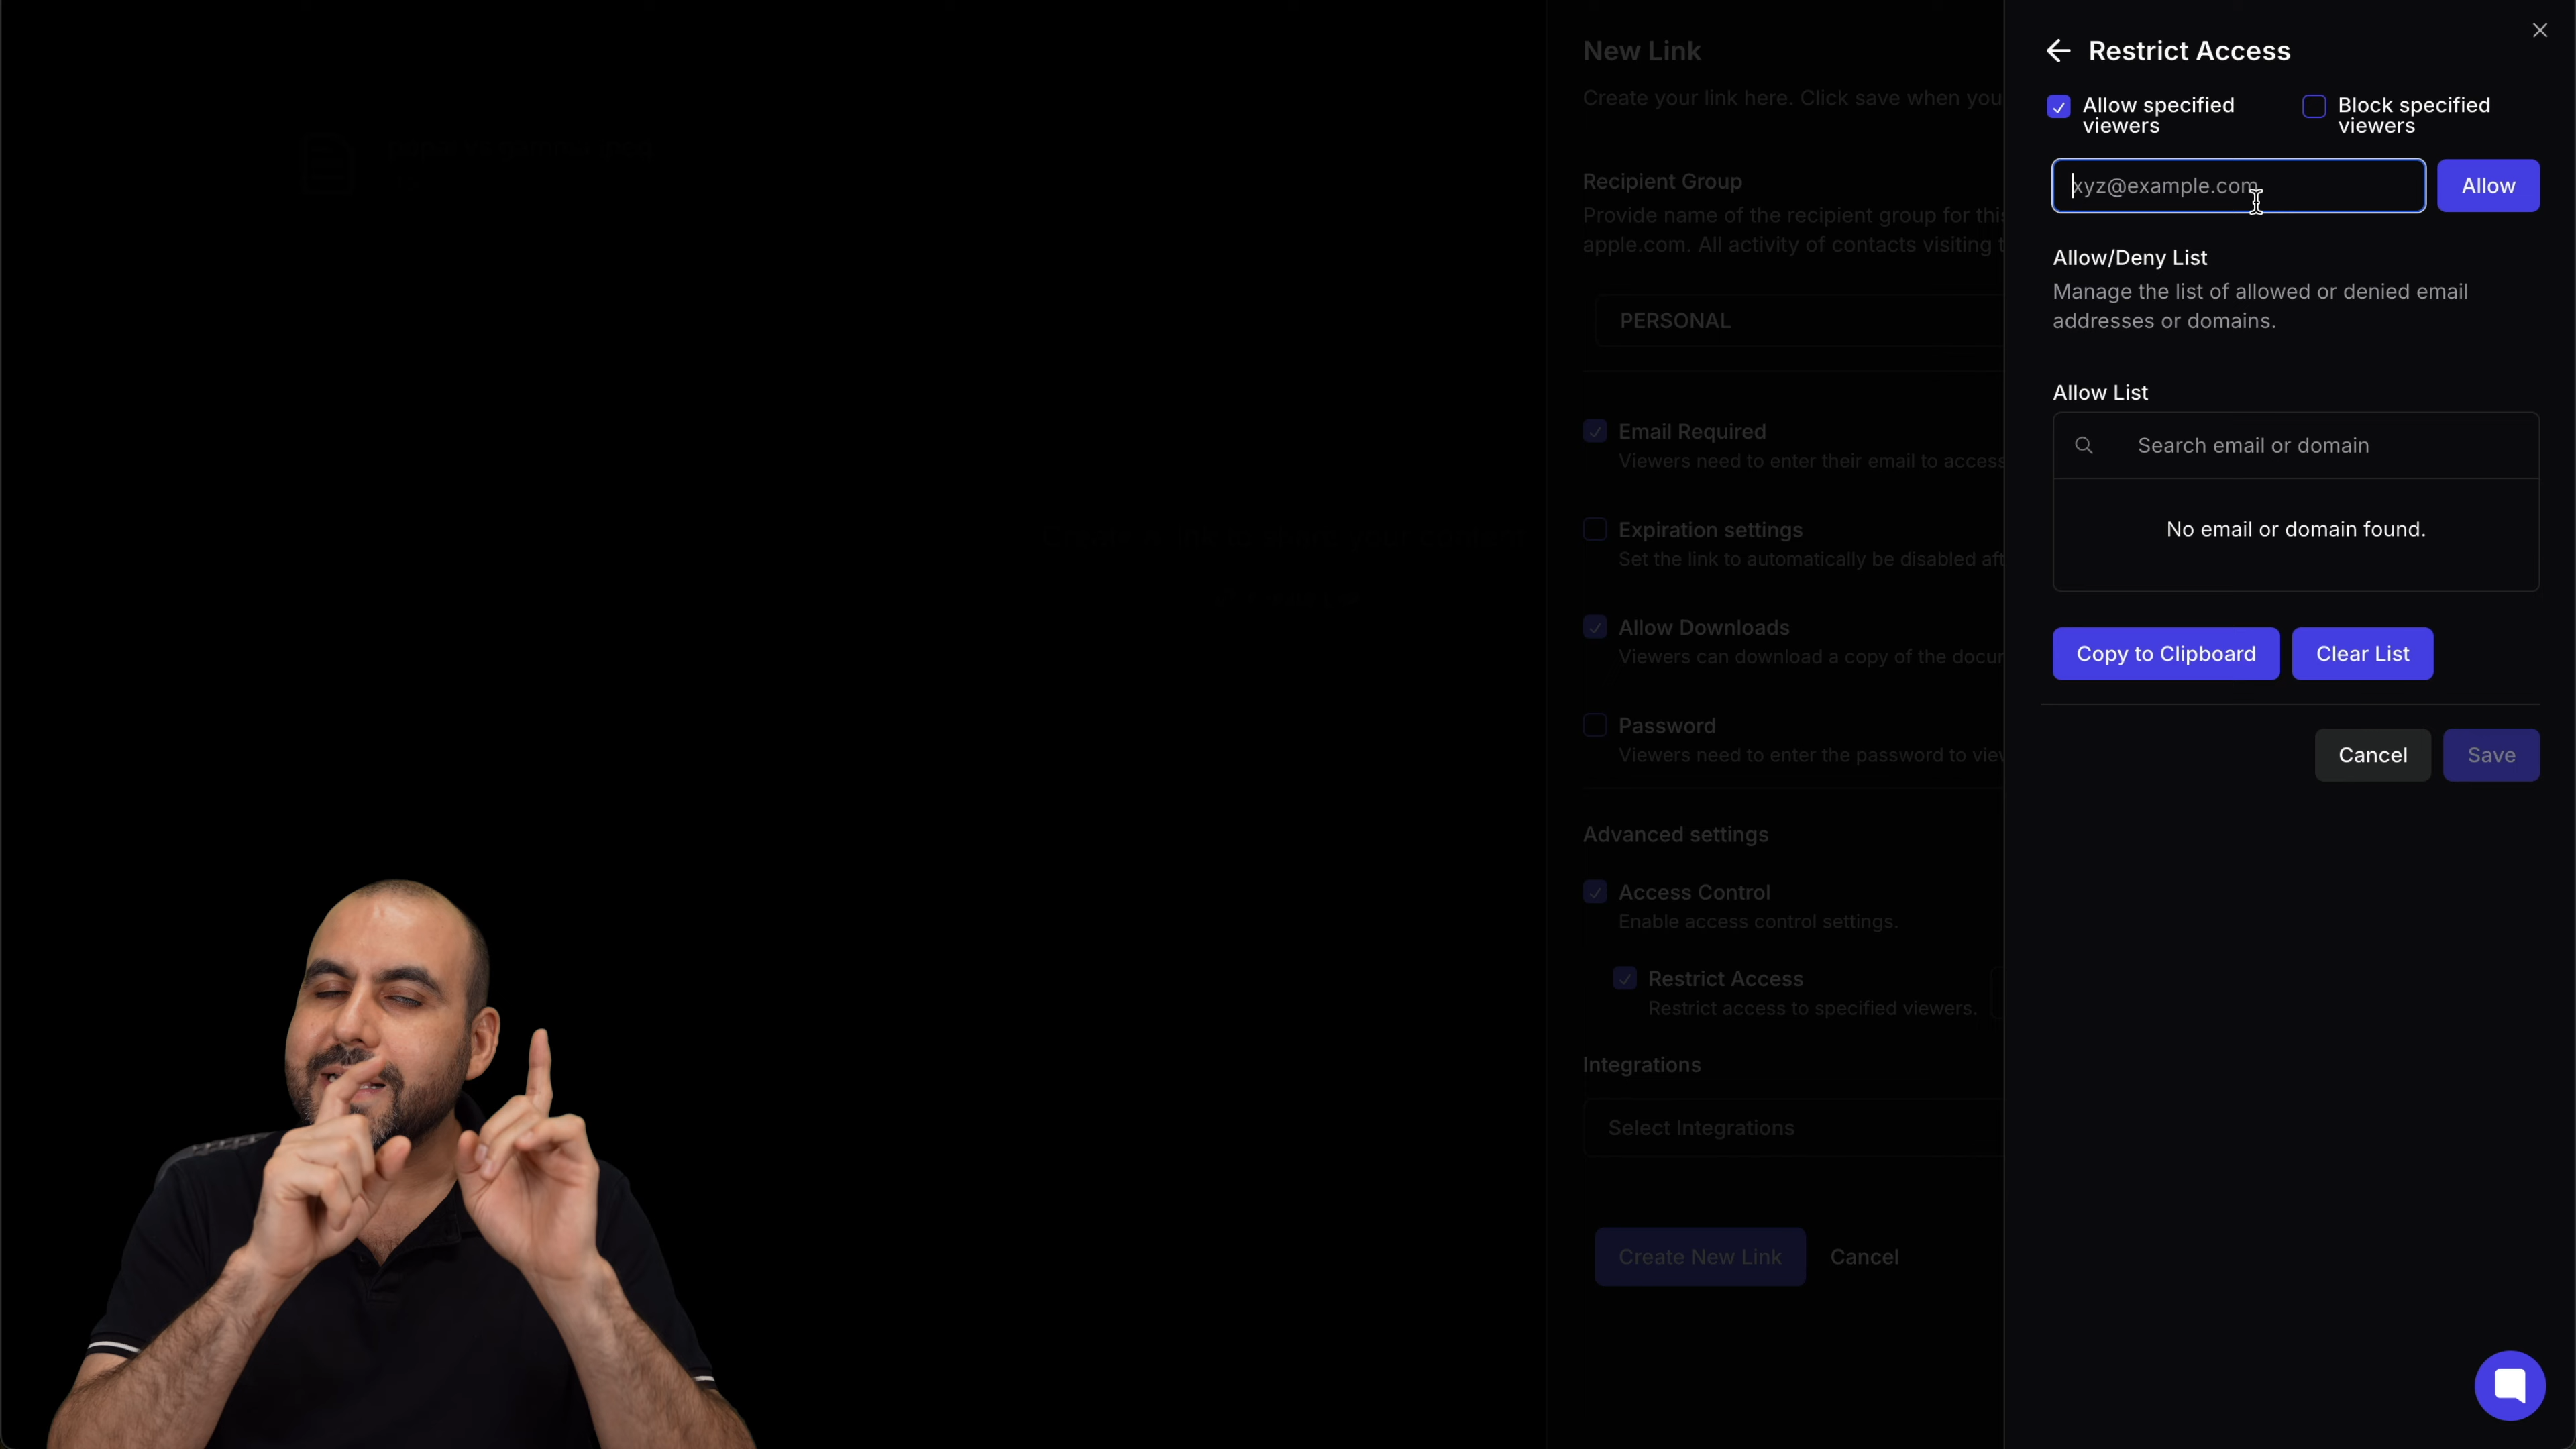 New Link
Create your link here. Click save when you
Recipient Group
Provide name of the recipient group for this
apple.com. All activity of contacts visiting
PERSONAL
Email Required
Viewers need to enter their email to access
Expiration settings
Set the link to automatically be disabled
Allow Downloads
Viewers can download a copy of the
Password
Viewers need to enter the password to
Advanced settings
Access Control
Enable access control settings.
Restrict Access
Restrict access to specified viewers.
Integrations
Select Integrations
Create New Link
Cancel
Restrict Access
Allow specified
viewers
Block specified
viewers
xyz@example.com
Allow
Allow/Deny List
Manage the list of allowed or denied email
addresses or domains.
Allow List
Search email or domain
No email or domain found.
Copy to Clipboard
Clear List
Cancel
Save